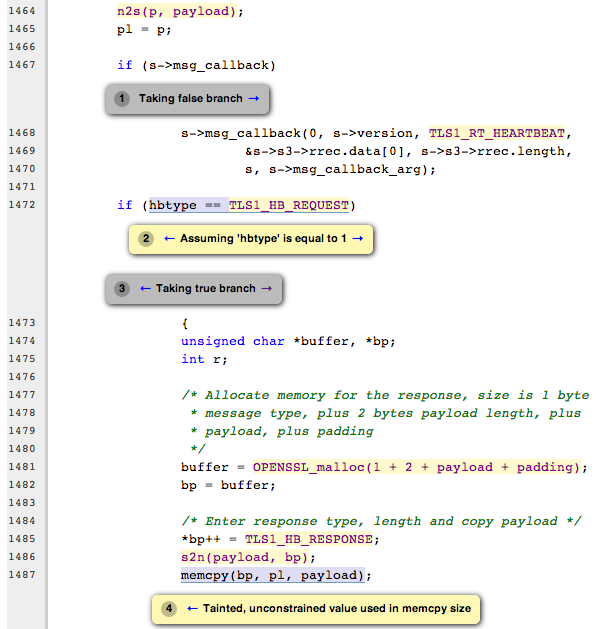 1464 n2s(p, payload);
1465 pl = p;
1466
1467 if (s->msg_callback)
1 Taking false branch →
1468 s->msg_callback(0, s->version, TLS1_RT_HEARTBEAT,
1469 &s->s3->rrec.data[0], s->s3->rrec.length,
1470 s, s->msg_callback_arg);
1471
1472 if (hbtype == TLS1_HB_REQUEST)
2 ← Assuming 'hbtype' is equal to 1 →
3 ← Taking true branch →
1473 {
1474 unsigned char *buffer, *bp;
1475 int r;
1476
1477 /* Allocate memory for the response, size is 1 byte
1478 * message type, plus 2 bytes payload length, plus
1479 * payload, plus padding
1480 */
1481 buffer = OPENSSL_malloc(1 + 2 + payload + padding);
1482 bp = buffer;
1483
1484 /* Enter response type, length and copy payload */
1485 *bp++ = TLS1_HB_RESPONSE;
1486 s2n(payload, bp);
1487 memcpy(bp, pl, payload);
4 ← Tainted, unconstrained value used in memcpy size